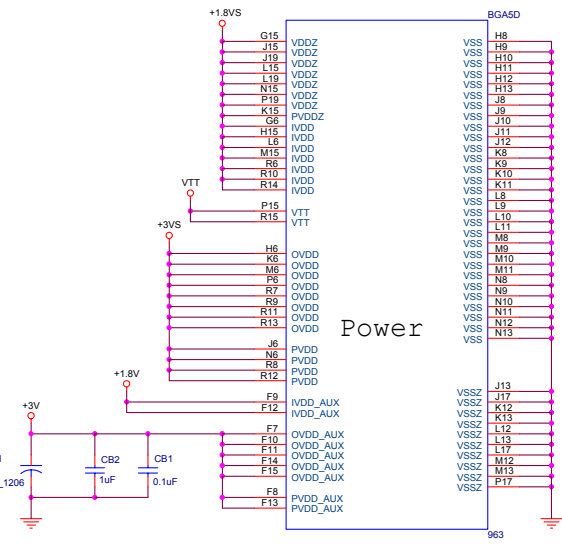 +1.8VS
BGA5D
G15 VDDZ VSS H8
J15 VDDZ VSS H9
J19 VDDZ VSS H10
L15 VDDZ VSS H11
L19 VDDZ VSS H12
N15 VDDZ VSS H13
P19 VDDZ VSS J8
K15 PVDDZ VSS J9
G6 IVDD VSS J10
H15 IVDD VSS J11
L6 IVDD VSS J12
M15 IVDD VSS K8
R6 IVDD VSS K9
R10 IVDD VSS K10
R14 IVDD VSS K11
VTT
VSS L8
P15 VTT VSS L9
R15 VTT VSS L10
VSS L11
+3VS
VSS M8
H6 OVDD VSS M9
K6 OVDD VSS M10
M6 OVDD VSS M11
P6 OVDD VSS N8
R7 OVDD VSS N9
R9 OVDD VSS N10
R11 OVDD VSS N11
R13 OVDD VSS N12
VSS N13
Power
J6 PVDD
N6 PVDD
R8 PVDD
R12 PVDD
+1.8V
VSSZ J13
F9 IVDD_AUX VSSZ J17
F12 IVDD_AUX VSSZ K12
+3V
VSSZ K13
F7 OVDD_AUX VSSZ L12
F10 OVDD_AUX VSSZ L13
F11 OVDD_AUX VSSZ L17
F14 OVDD_AUX VSSZ M12
F15 OVDD_AUX VSSZ M13
VSSZ P17
CB2
1uF
CB1
0.1uF
_1206
F8 PVDD_AUX
F13 PVDD_AUX
963